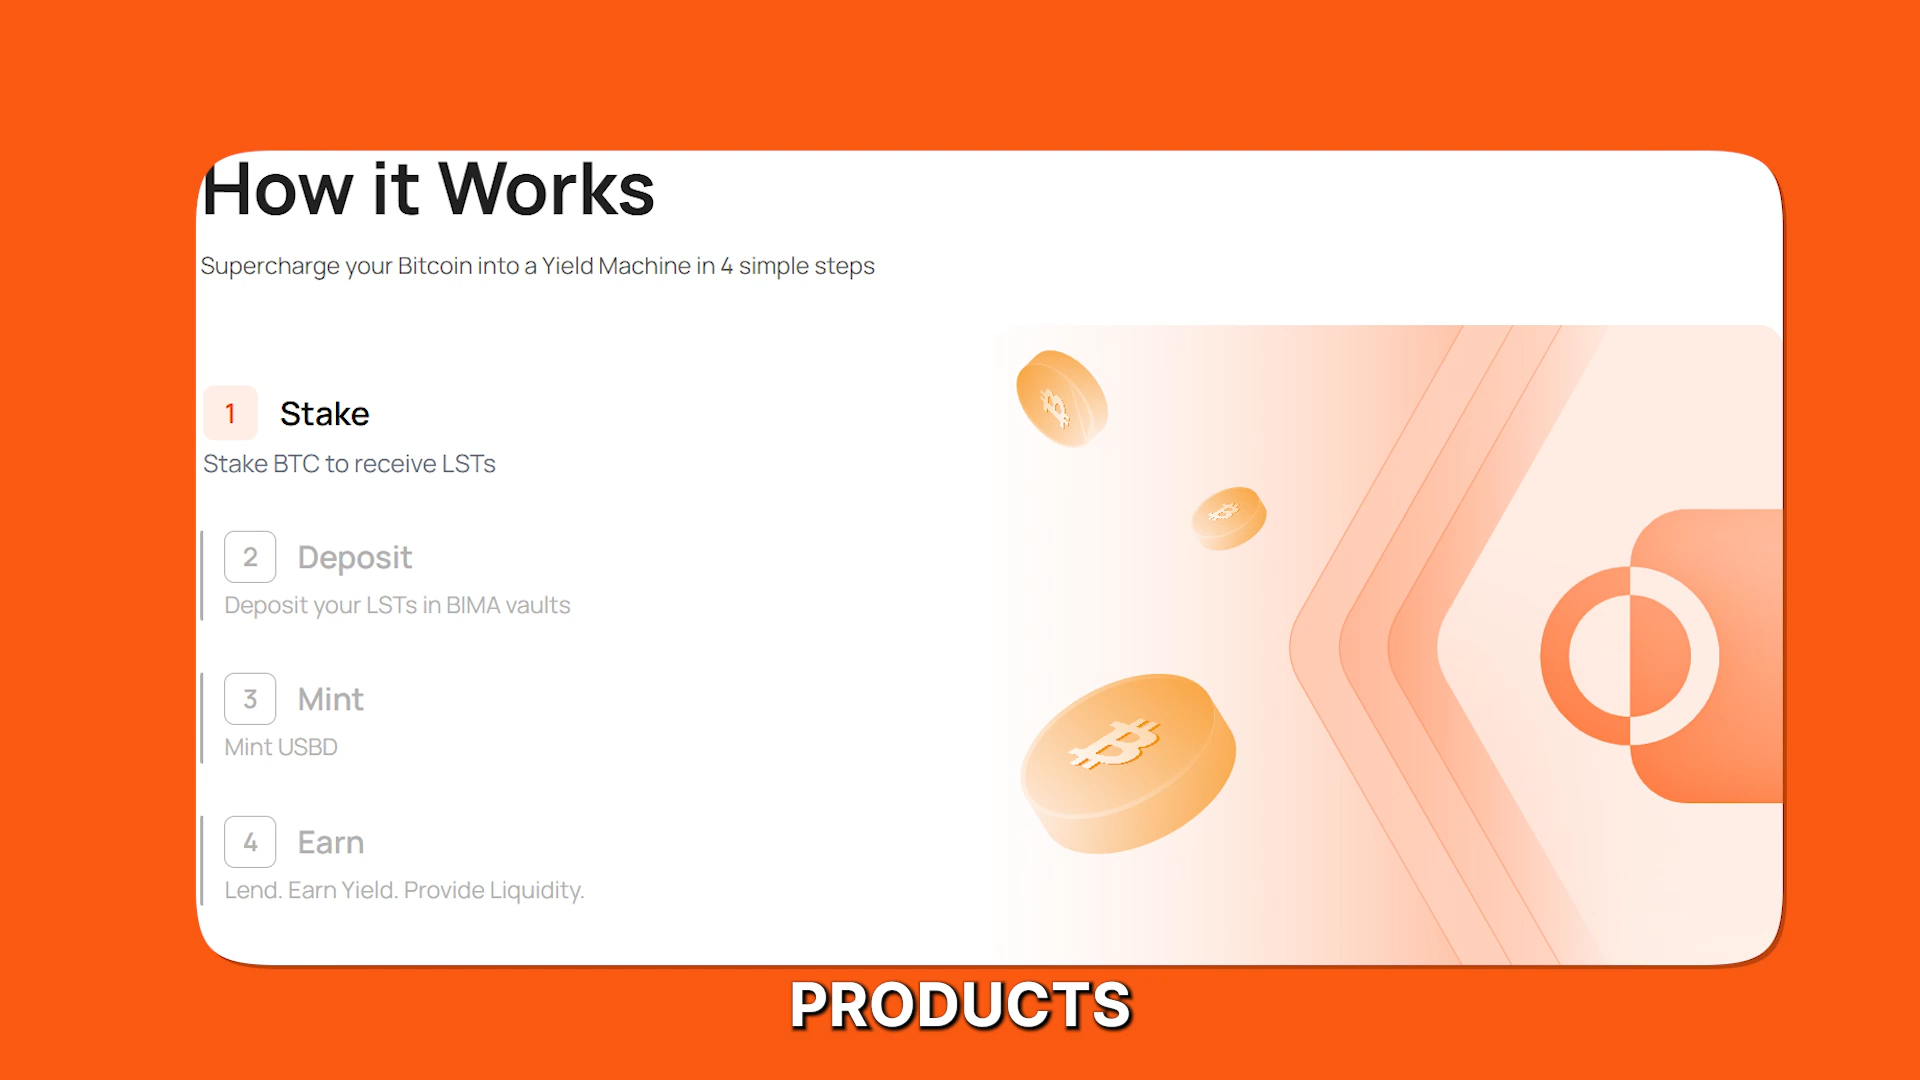 How it Works
Supercharge your Bitcoin into a Yield Machine in 4 simple steps
1 Stake
Stake BTC to receive LSTs
2 Deposit
Deposit your LSTs in BIMA vaults
3 Mint
Mint USBD
4 Earn
Lend. Earn Yield. Provide Liquidity.
PRODUCTS